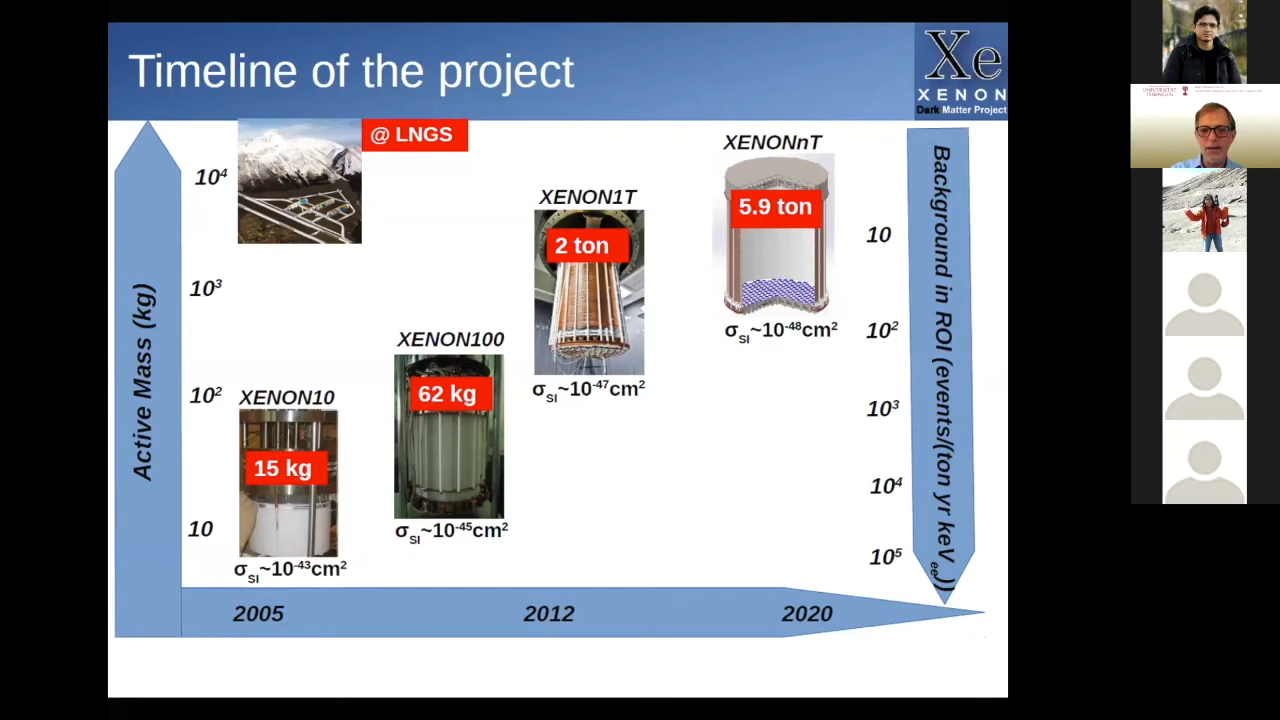 Timeline of the project
Xe
XENON
Dark Matter Project
@ LNGS
XENONnT
XENON1T
5.9 ton
2 ton
XENON100
62 kg
XENON10
15 kg
σSI~10-48cm2
σSI~10-47cm2
σSI~10-45cm2
σSI~10-43cm2
Active Mass (kg)
104
103
102
10
Background in ROI (events/(ton yr keVee))
10
102
103
104
105
2005
2012
2020
UNIVERSITÄT